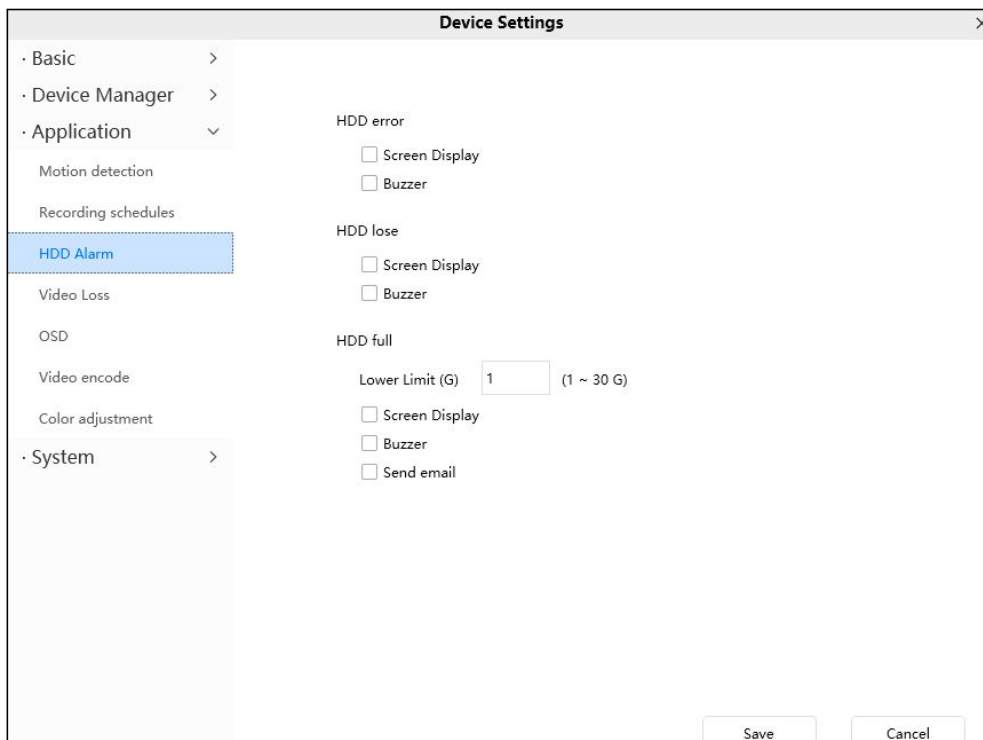 Device Settings
· Basic
· Device Manager
· Application
Motion detection
Recording schedules
HDD Alarm
Video Loss
OSD
Video encode
Color adjustment
· System
HDD error
Screen Display
Buzzer
HDD lose
Screen Display
Buzzer
HDD full
Lower Limit (G) 1 (1 ~ 30 G)
Screen Display
Buzzer
Send email
Save Cancel